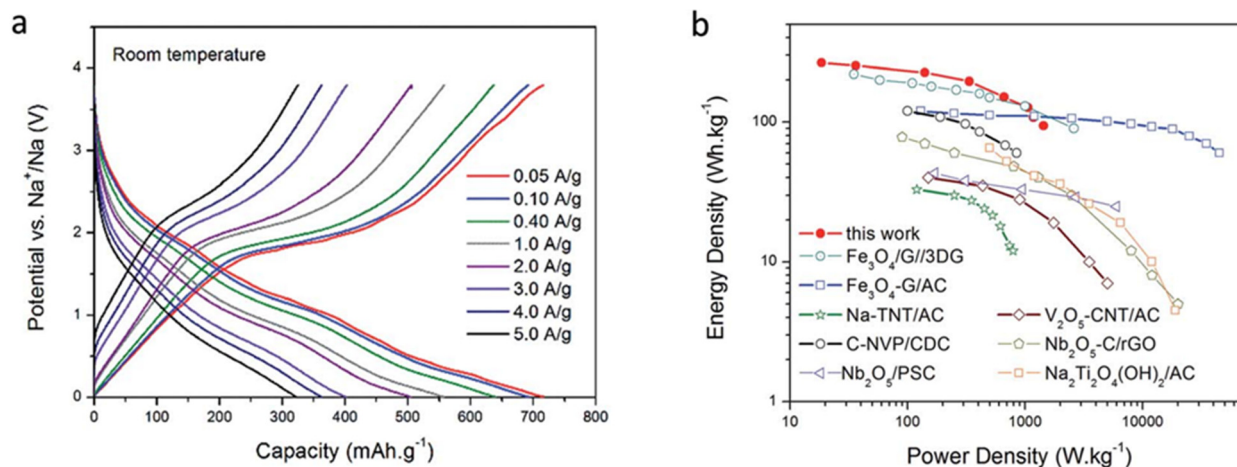 a
Room temperature
Potential vs. Na⁺/Na (V)
4
3
2
1
0
0 100 200 300 400 500 600 700 800
Capacity (mAh.g⁻¹)
0.05 A/g
0.10 A/g
0.40 A/g
1.0 A/g
2.0 A/g
3.0 A/g
4.0 A/g
5.0 A/g
b
Energy Density (Wh.kg⁻¹)
100
10
1
10 100 1000 10000
Power Density (W.kg⁻¹)
this work
Fe₃O₄/G//3DG
Fe₃O₄-G/AC
Na-TNT/AC
V₂O₅-CNT/AC
C-NVP/CDC
Nb₂O₅-C/rGO
Nb₂O₅/PSC
Na₂Ti₂O₄(OH)₂/AC